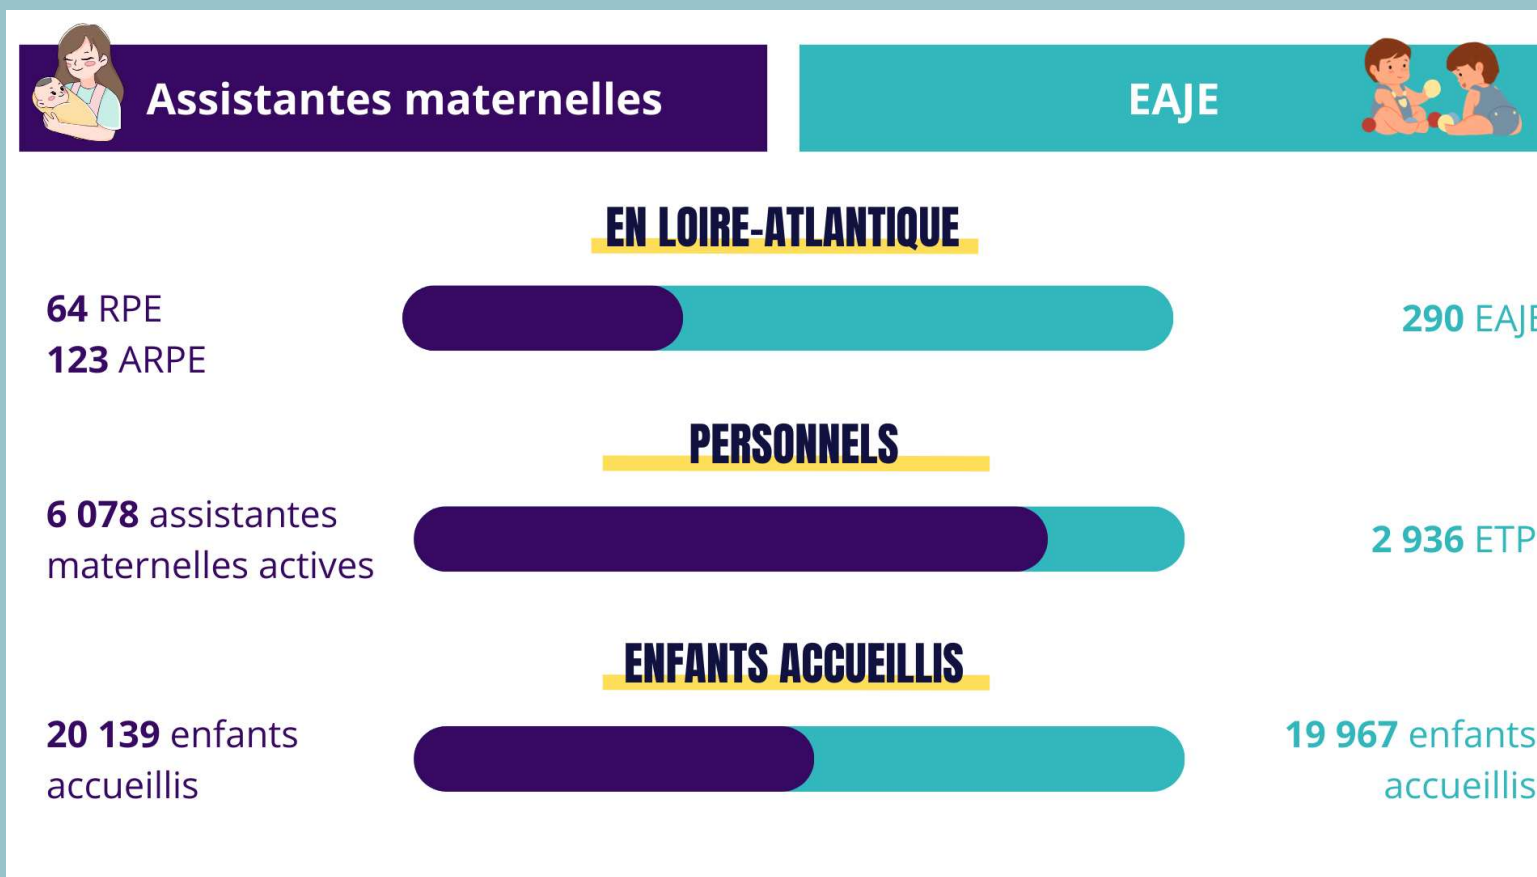 Assistantes maternelles
EAJE
EN LOIRE-ATLANTIQUE
64 RPE
123 ARPE
290 EAJE
PERSONNELS
6 078 assistantes
maternelles actives
2 936 ETP
ENFANTS ACCUEILLIS
20 139 enfants
accueillis
19 967 enfants
accueillis